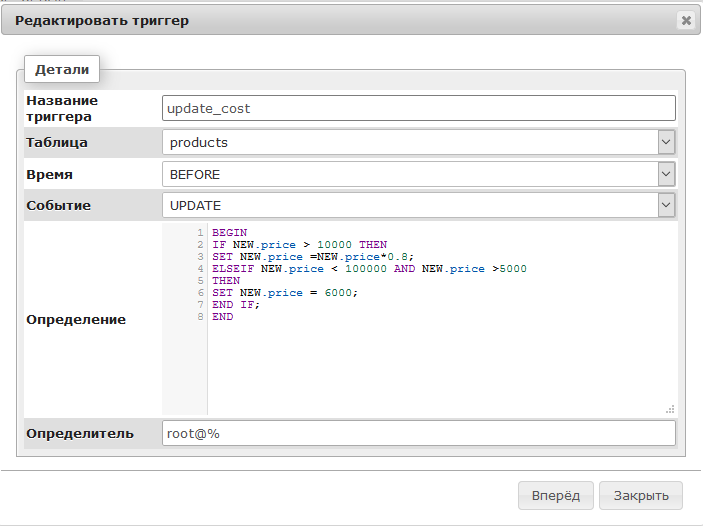 Редактировать триггер
Детали
Название
триггера
update_cost
Таблица
products
Время
BEFORE
Событие
UPDATE
Определение
1 BEGIN
2 IF NEW.price > 10000 THEN
3 SET NEW.price =NEW.price*0.8;
4 ELSEIF NEW.price < 100000 AND NEW.price >5000
5 THEN
6 SET NEW.price = 6000;
7 END IF;
8 END
Определитель
root@%
Вперёд
Закрыть